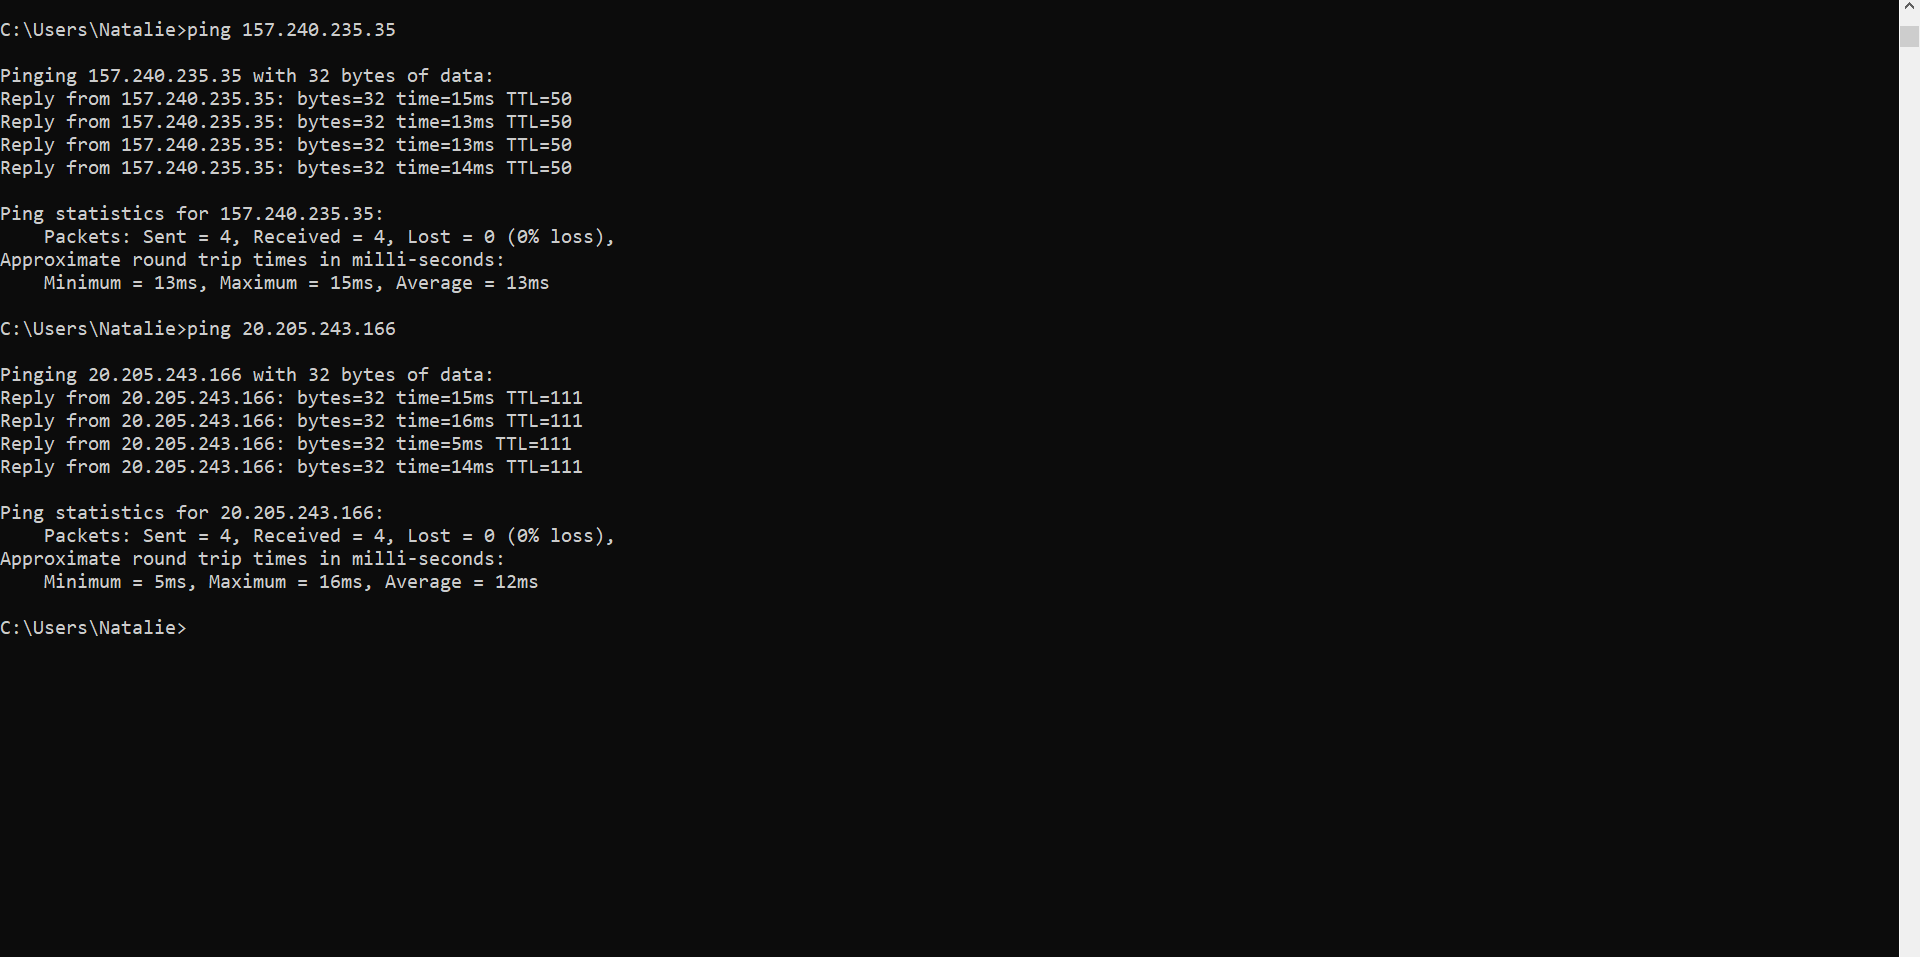 C:\Users\Natalie>ping 157.240.235.35
Pinging 157.240.235.35 with 32 bytes of data:
Reply from 157.240.235.35: bytes=32 time=15ms TTL=50
Reply from 157.240.235.35: bytes=32 time=13ms TTL=50
Reply from 157.240.235.35: bytes=32 time=13ms TTL=50
Reply from 157.240.235.35: bytes=32 time=14ms TTL=50
Ping statistics for 157.240.235.35:
    Packets: Sent = 4, Received = 4, Lost = 0 (0% loss),
Approximate round trip times in milli-seconds:
    Minimum = 13ms, Maximum = 15ms, Average = 13ms
C:\Users\Natalie>ping 20.205.243.166
Pinging 20.205.243.166 with 32 bytes of data:
Reply from 20.205.243.166: bytes=32 time=15ms TTL=111
Reply from 20.205.243.166: bytes=32 time=16ms TTL=111
Reply from 20.205.243.166: bytes=32 time=5ms TTL=111
Reply from 20.205.243.166: bytes=32 time=14ms TTL=111
Ping statistics for 20.205.243.166:
    Packets: Sent = 4, Received = 4, Lost = 0 (0% loss),
Approximate round trip times in milli-seconds:
    Minimum = 5ms, Maximum = 16ms, Average = 12ms
C:\Users\Natalie>